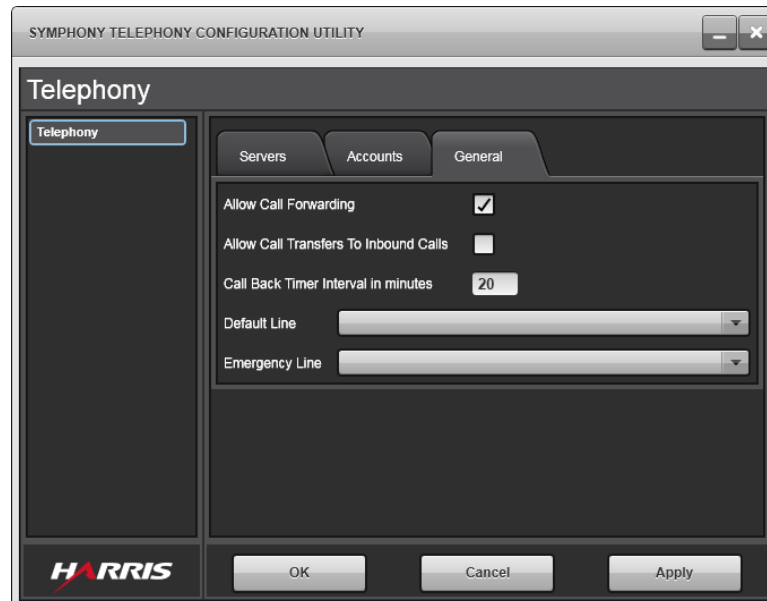 SYMPHONY TELEPHONY CONFIGURATION UTILITY
Telephony
Telephony
Servers Accounts General
Allow Call Forwarding
Allow Call Transfers To Inbound Calls
Call Back Timer Interval in minutes 20
Default Line
Emergency Line
HARRIS OK Cancel Apply